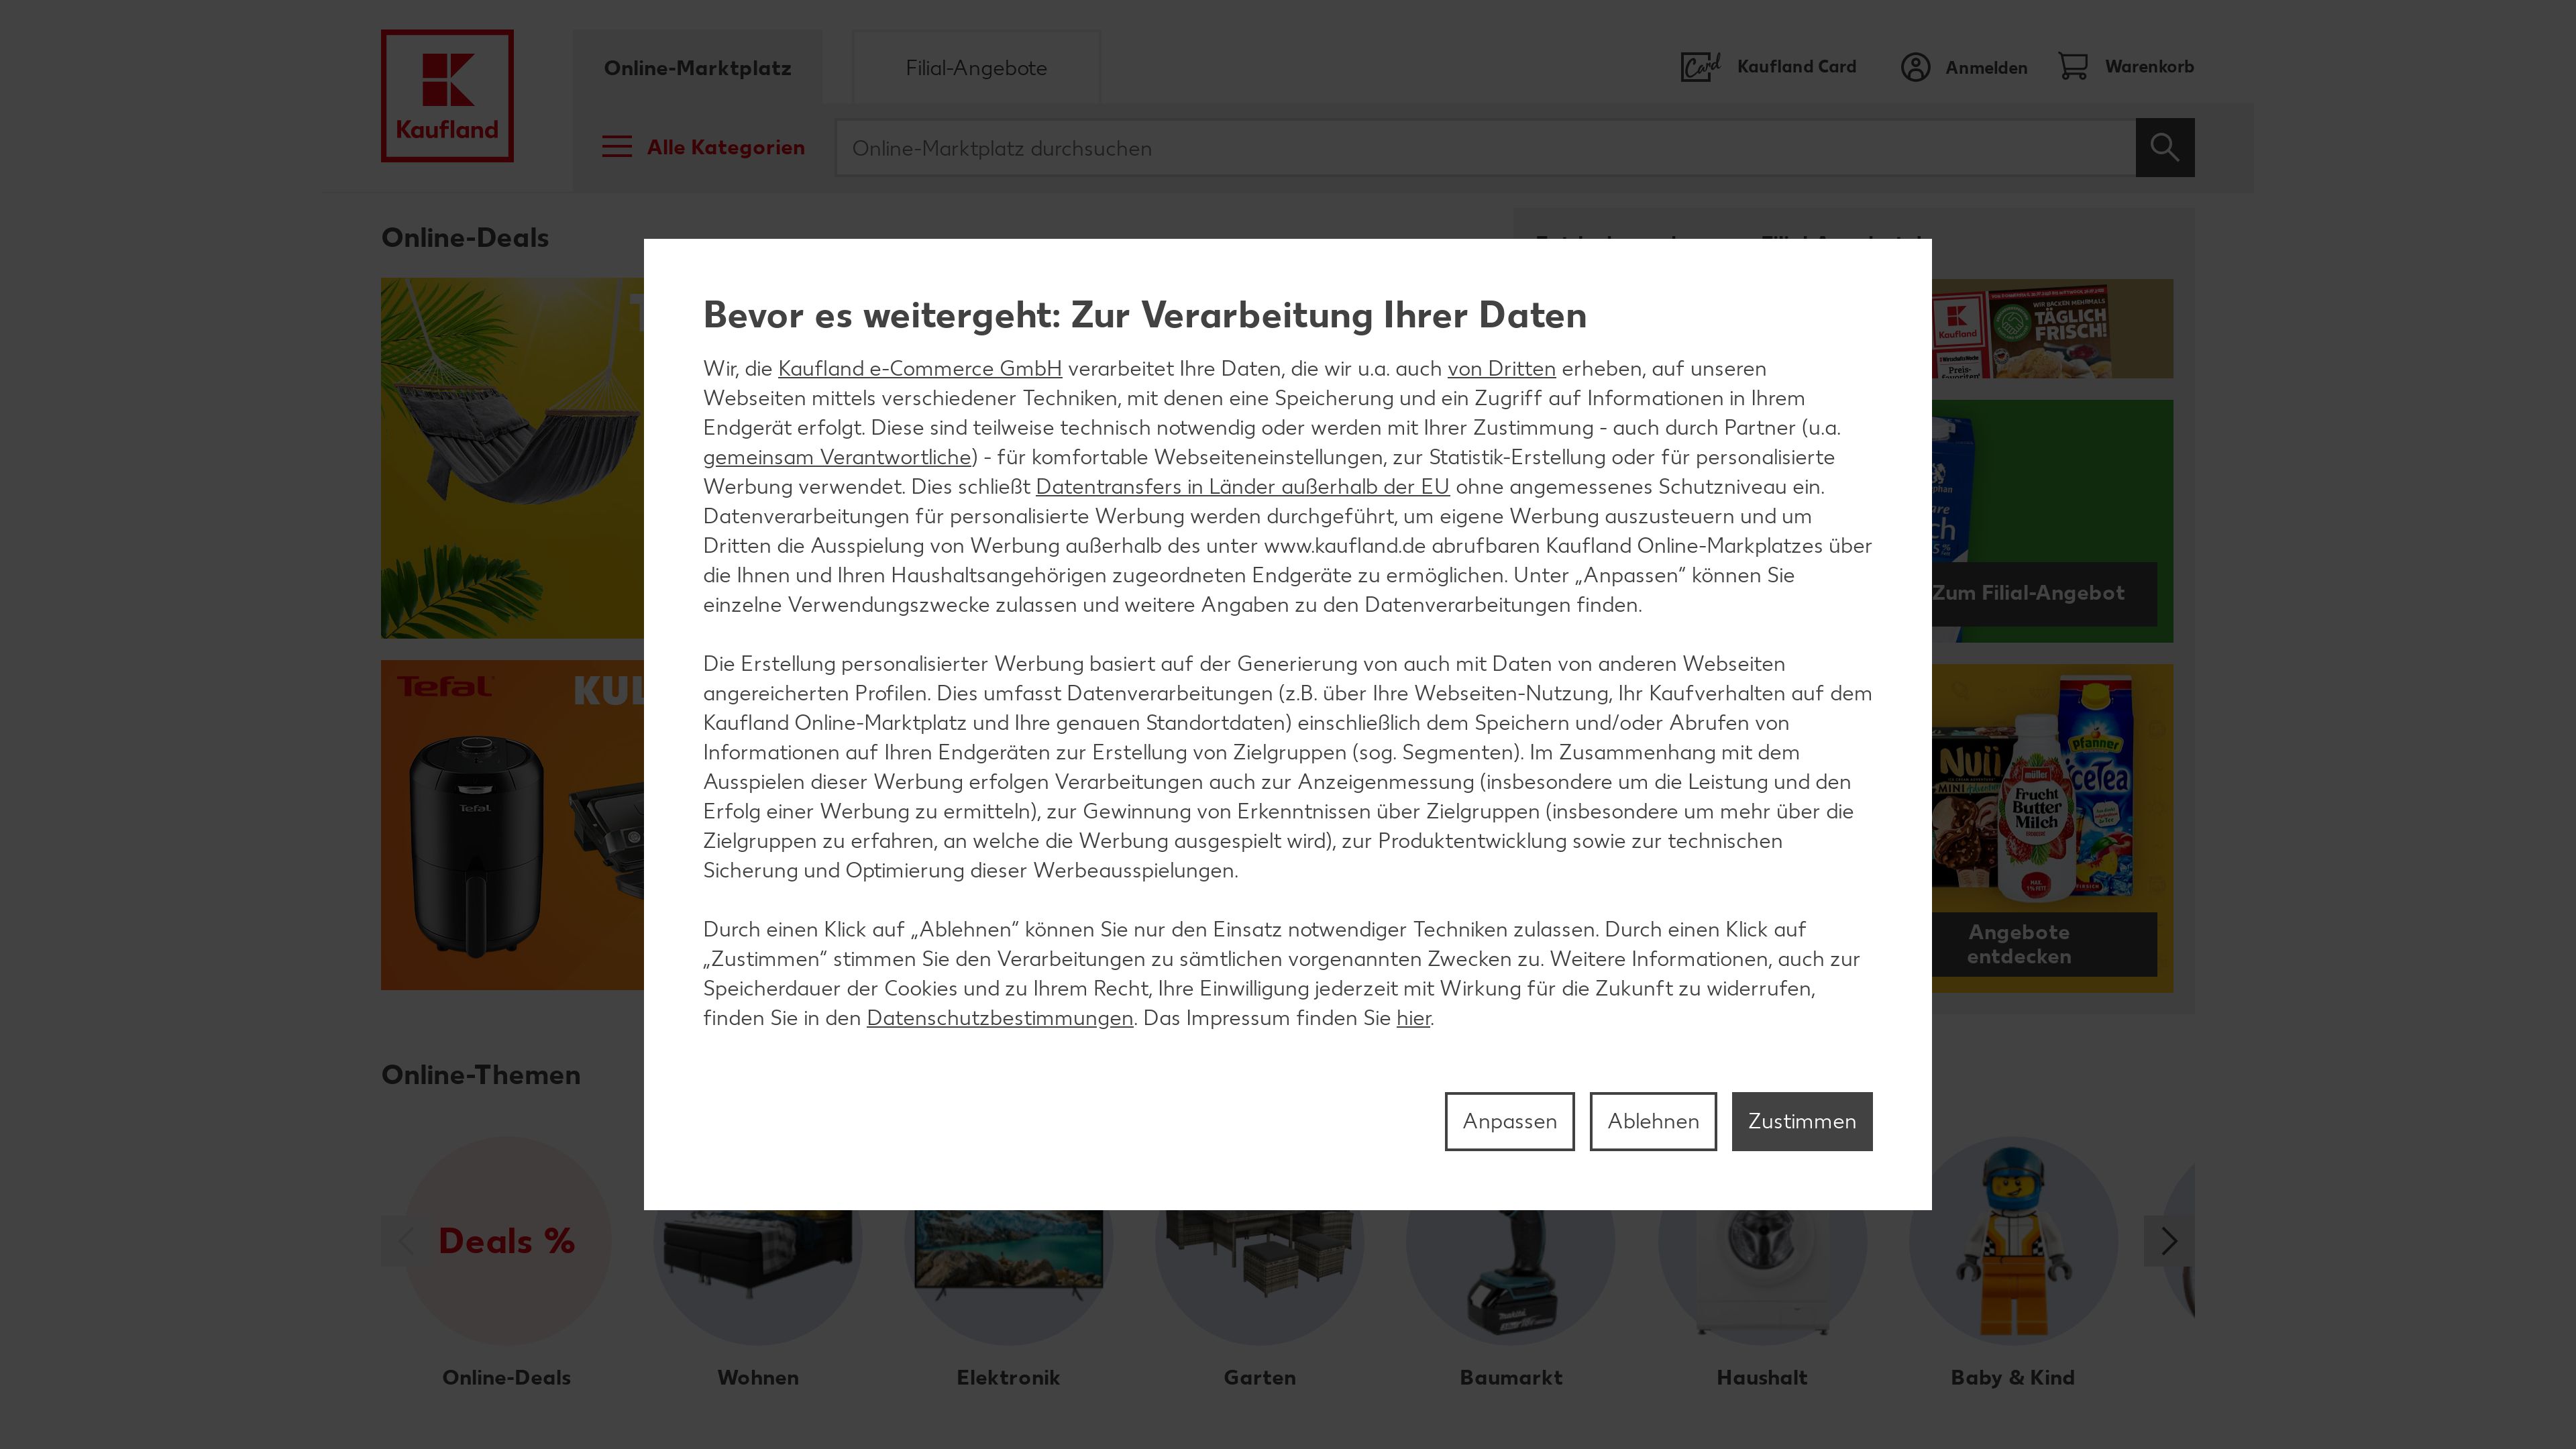 Kaufland
Online-Marktplatz
Filial-Angebote
Card
Kaufland Card
Anmelden
Warenkorb
Alle Kategorien
Online-Marktplatz durchsuchen
Online-Deals
Bevor es weitergeht: Zur Verarbeitung Ihrer Daten
Wir, die Kaufland e-Commerce GmbH verarbeitet Ihre Daten, die wir u.a. auch von Dritten erheben, auf unseren
Webseiten mittels verschiedener Techniken, mit denen eine Speicherung und ein Zugriff auf Informationen in Ihrem
Endgerät erfolgt. Diese sind teilweise technisch notwendig oder werden mit Ihrer Zustimmung - auch durch Partner (u.a.
gemeinsam Verantwortliche) - für komfortable Webseiteneinstellungen, zur Statistik-Erstellung oder für personalisierte
Werbung verwendet. Dies schließt Datentransfers in Länder außerhalb der EU ohne angemessenes Schutzniveau ein.
Datenverarbeitungen für personalisierte Werbung werden durchgeführt, um eigene Werbung auszusteuern und um
Dritten die Ausspielung von Werbung außerhalb des unter www.kaufland.de abrufbaren Kaufland Online-Markplatzes über
die Ihnen und Ihren Haushaltsangehörigen zugeordneten Endgeräte zu ermöglichen. Unter „Anpassen“ können Sie
einzelne Verwendungszwecke zulassen und weitere Angaben zu den Datenverarbeitungen finden.
Die Erstellung personalisierter Werbung basiert auf der Generierung von auch mit Daten von anderen Webseiten
angereicherten Profilen. Dies umfasst Datenverarbeitungen (z.B. über Ihre Webseiten-Nutzung, Ihr Kaufverhalten auf dem
Kaufland Online-Marktplatz und Ihre genauen Standortdaten) einschließlich dem Speichern und/oder Abrufen von
Informationen auf Ihren Endgeräten zur Erstellung von Zielgruppen (sog. Segmenten). Im Zusammenhang mit dem
Ausspielen dieser Werbung erfolgen Verarbeitungen auch zur Anzeigenmessung (insbesondere um die Leistung und den
Erfolg einer Werbung zu ermitteln), zur Gewinnung von Erkenntnissen über Zielgruppen (insbesondere um mehr über die
Zielgruppen zu erfahren, an welche die Werbung ausgespielt wird), zur Produktentwicklung sowie zur technischen
Sicherung und Optimierung dieser Werbeausspielungen.
Durch einen Klick auf „Ablehnen“ können Sie nur den Einsatz notwendiger Techniken zulassen. Durch einen Klick auf
„Zustimmen“ stimmen Sie den Verarbeitungen zu sämtlichen vorgenannten Zwecken zu. Weitere Informationen, auch zur
Speicherdauer der Cookies und zu Ihrem Recht, Ihre Einwilligung jederzeit mit Wirkung für die Zukunft zu widerrufen,
finden Sie in den Datenschutzbestimmungen. Das Impressum finden Sie hier.
Anpassen
Ablehnen
Zustimmen
Kaufland
WIR BACKEN MEHRMALS
TÄGLICH
FRISCH!
Zum Filial-Angebot
Tefal
KUL
Tefal
Nuii
MINI
müller
Frucht
Butter
Milch
Pfanner
IceTea
Angebote
entdecken
Online-Themen
Deals %
Online-Deals
Wohnen
Elektronik
Garten
Baumarkt
Haushalt
Baby & Kind